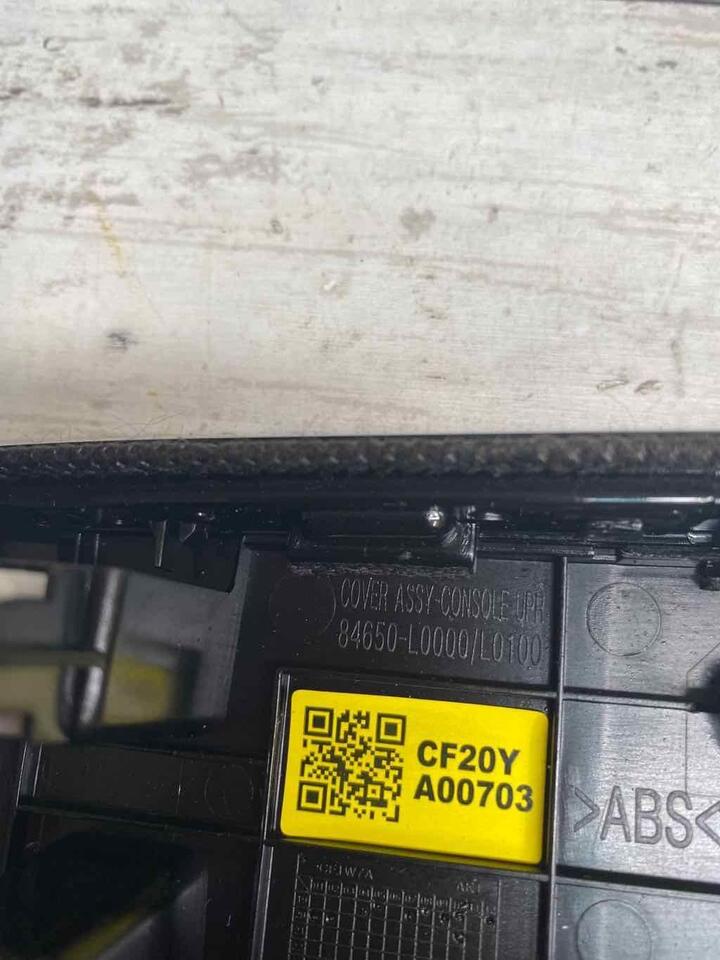 COVER ASSY-CONSOLE UPR
84650-L0000/L0100
CF20Y
A00703
>ABS<